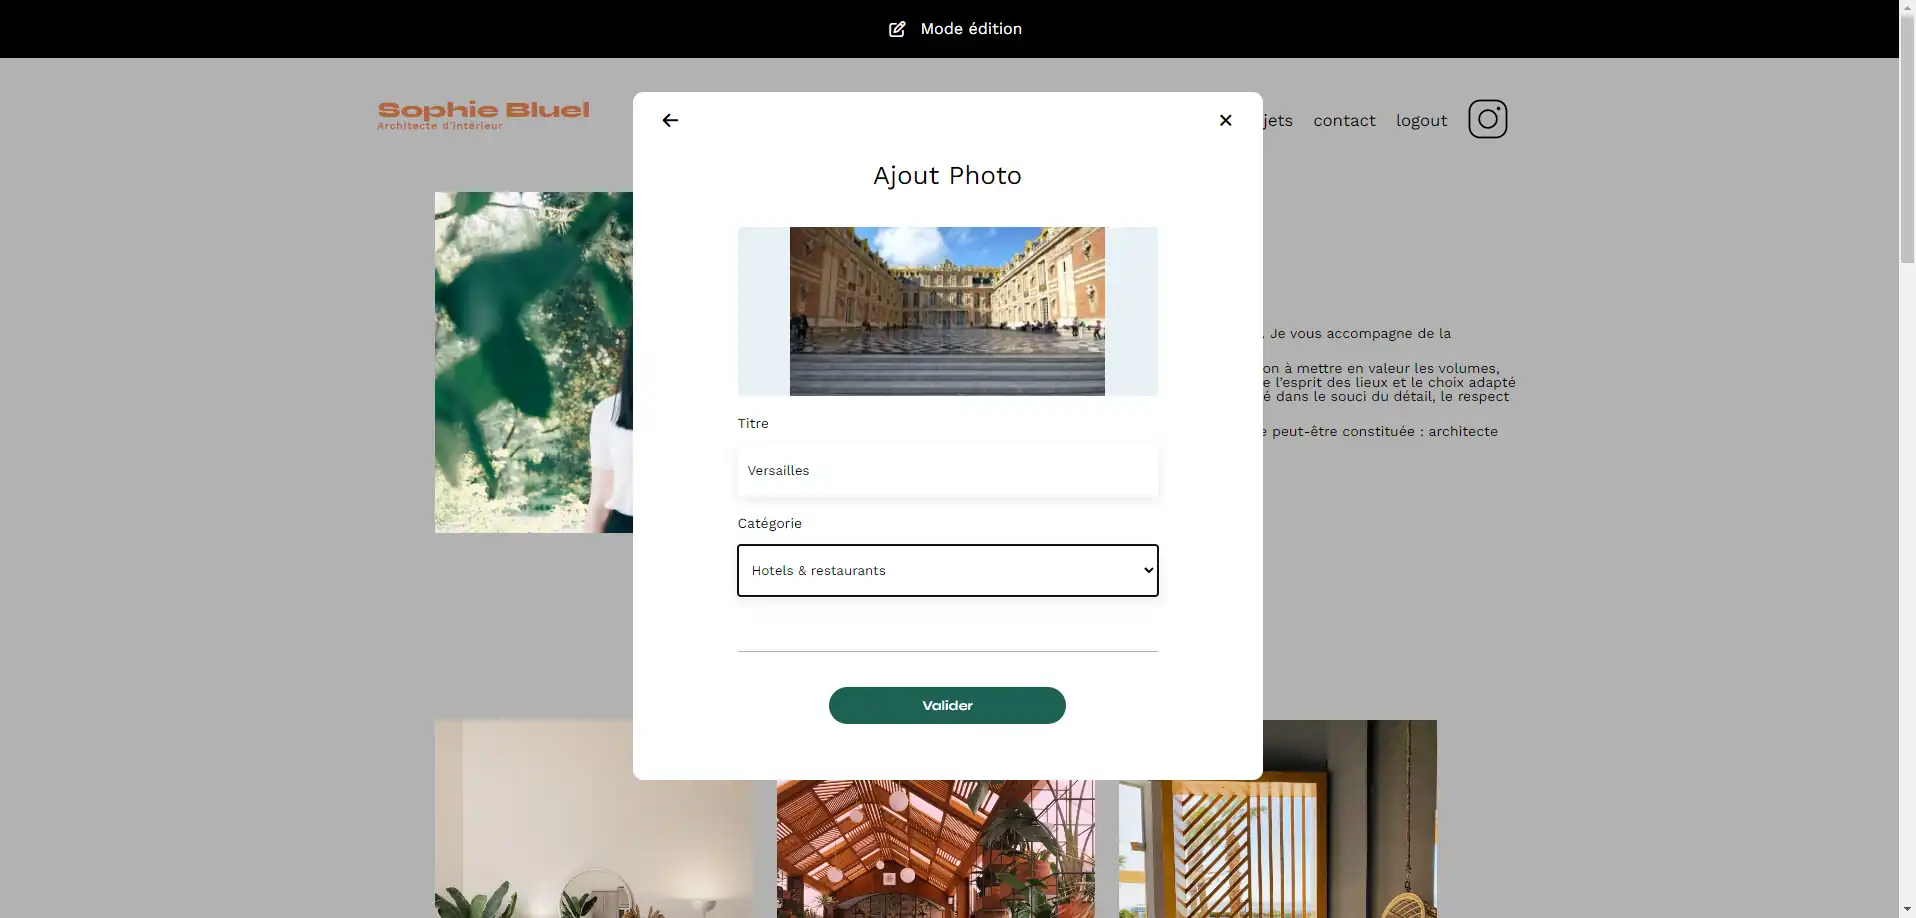 Mode édition
Sophie Bluel
Architecte d'intérieur
jets contact logout
Ajout Photo
. Je vous accompagne de la
on à mettre en valeur les volumes,
e l'esprit des lieux et le choix adapté
é dans le souci du détail, le respect
e peut-être constituée : architecte
Titre
Versailles
Catégorie
Hotels & restaurants
Valider